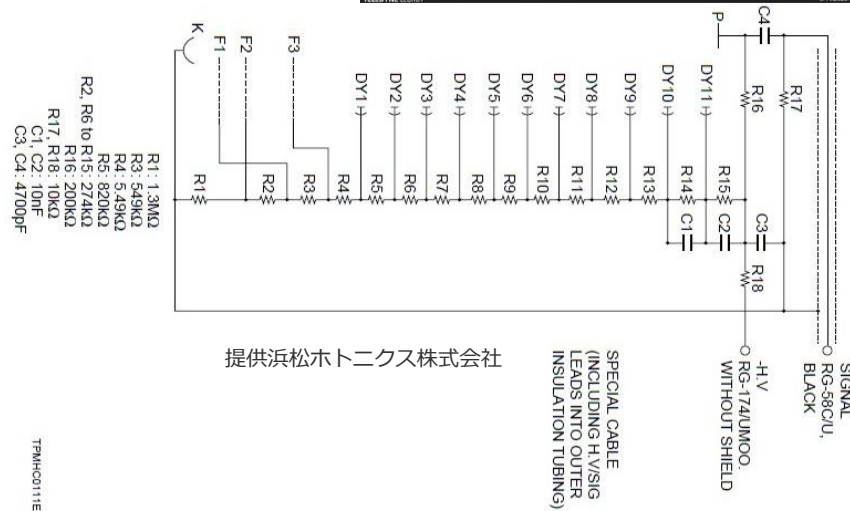 K
F1
F2
F3
DY1
DY2
DY3
DY4
DY5
DY6
DY7
DY8
DY9
DY10
DY11
P
C4
R16
R17
R1
R2
R3
R4
R5
R6
R7
R8
R9
R10
R11
R12
R13
R14
R15
C1
C2
C3
R18
SIGNAL
RG-58C/U,
BLACK
-H.V
RG-174/UMOO,
WITHOUT SHIELD
SPECIAL CABLE
(INCLUDING H.V/SIG
LEADS INTO OUTER
INSULATION TUBING)
R1 : 1.3MΩ
R3 : 549kΩ
R4 : 5.49kΩ
R5 : 820kΩ
R2, R6 to R15 : 274kΩ
R16 : 200kΩ
R17, R18 : 10kΩ
C1, C2 : 10nF
C3, C4 : 4700pF
提供浜松ホトニクス株式会社
TPMHC0111E